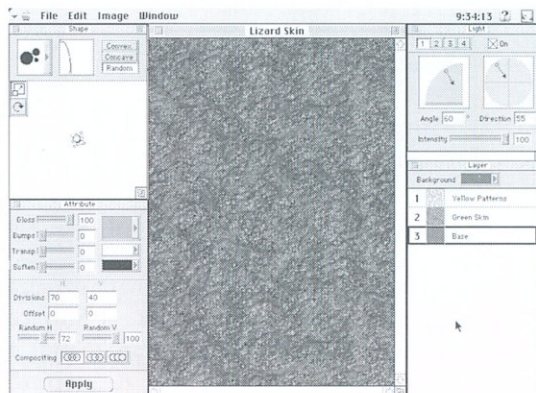 File Edit Image Window 9:34:13
Shape
Convex
Concave
Random
Lizard Skin
Light
1 2 3 4 On
Angle 60 ° Direction 55
Intensity 100
Layer
Background
1 Yellow Patterns
2 Green Skin
3 Base
Attribute
Gloss 100
Bumps 0
Transp 0
Soften 0
H V
Divisions 70 40
Offset 0 0
Random H Random V
72 100
Compositing
Apply